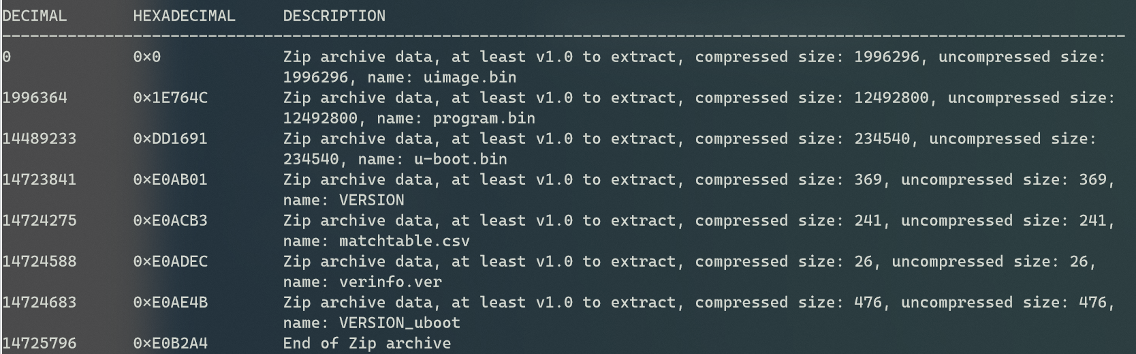 DECIMAL HEXADECIMAL DESCRIPTION
--------------------------------------------------------------------------------
0 0x0 Zip archive data, at least v1.0 to extract, compressed size: 1996296, uncompressed size:
1996296, name: uimage.bin
1996364 0x1E764C Zip archive data, at least v1.0 to extract, compressed size: 12492800, uncompressed size:
12492800, name: program.bin
14489233 0xDD1691 Zip archive data, at least v1.0 to extract, compressed size: 234540, uncompressed size:
234540, name: u-boot.bin
14723841 0xE0AB01 Zip archive data, at least v1.0 to extract, compressed size: 369, uncompressed size: 369,
name: VERSION
14724275 0xE0ACB3 Zip archive data, at least v1.0 to extract, compressed size: 241, uncompressed size: 241,
name: matchtable.csv
14724588 0xE0ADEC Zip archive data, at least v1.0 to extract, compressed size: 26, uncompressed size: 26,
name: verinfo.ver
14724683 0xE0AE4B Zip archive data, at least v1.0 to extract, compressed size: 476, uncompressed size: 476,
name: VERSION_uboot
14725796 0xE0B2A4 End of Zip archive